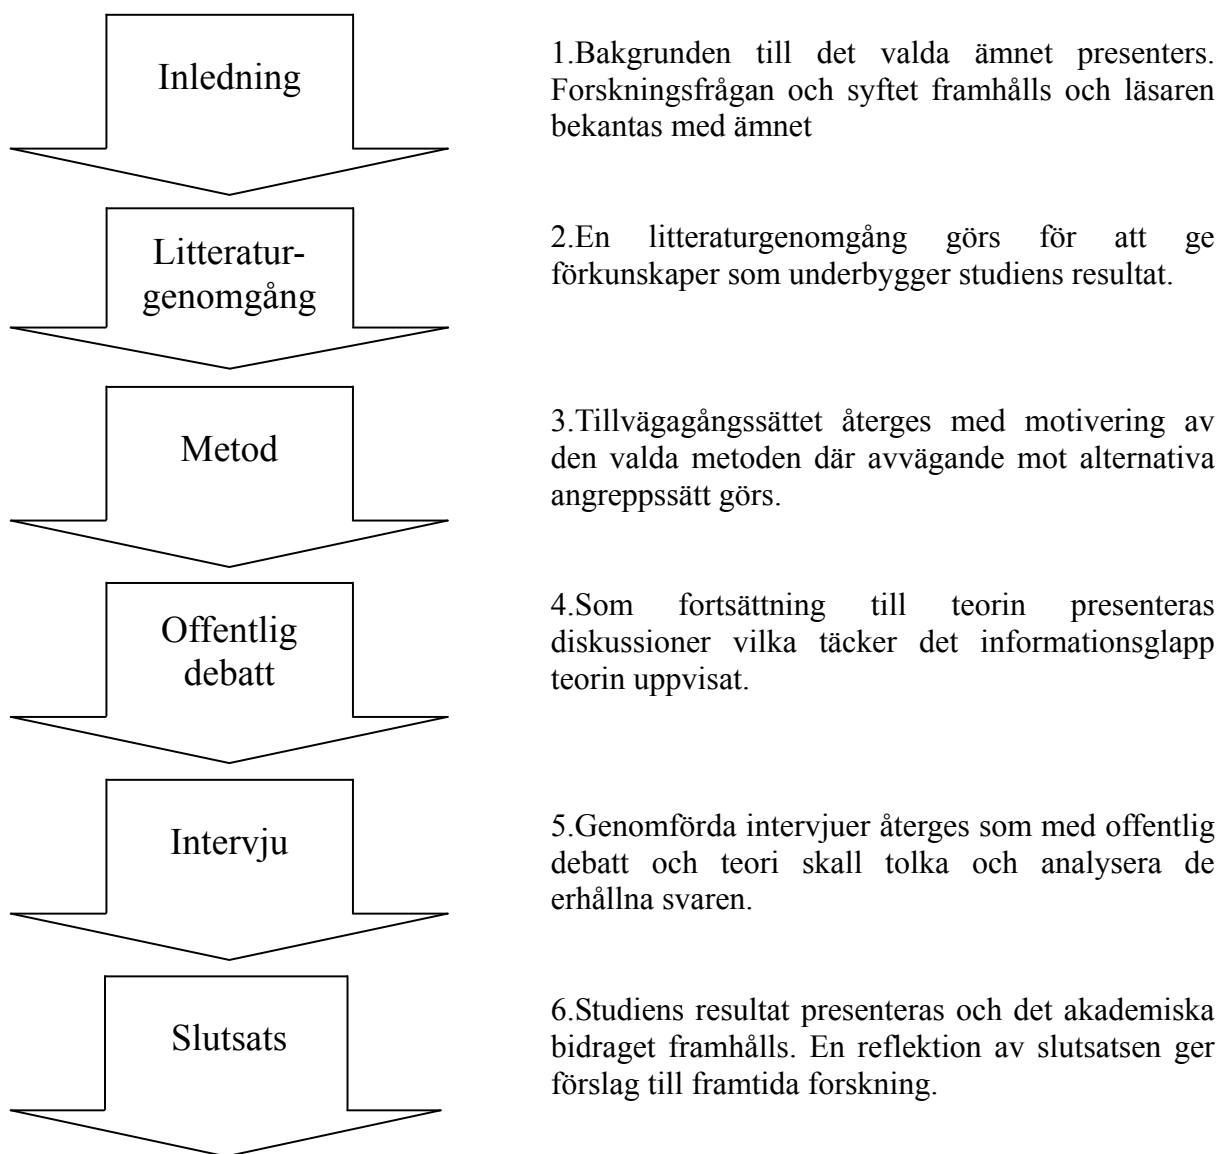 Inledning
1.Bakgrunden till det valda ämnet presenters.
Forskningsfrågan och syftet framhålls och läsaren
bekantas med ämnet
Litteratur-
genomgång
2.En litteraturgenomgång görs för att ge
förkunskaper som underbygger studiens resultat.
Metod
3.Tillvägagångssättet återges med motivering av
den valda metoden där avvägande mot alternativa
angreppssätt görs.
Offentlig
debatt
4.Som fortsättning till teorin presenteras
diskussioner vilka täcker det informationsglapp
teorin uppvisat.
Intervju
5.Genomförda intervjuer återges som med offentlig
debatt och teori skall tolka och analysera de
erhållna svaren.
Slutsats
6.Studiens resultat presenteras och det akademiska
bidraget framhålls. En reflektion av slutsatsen ger
förslag till framtida forskning.